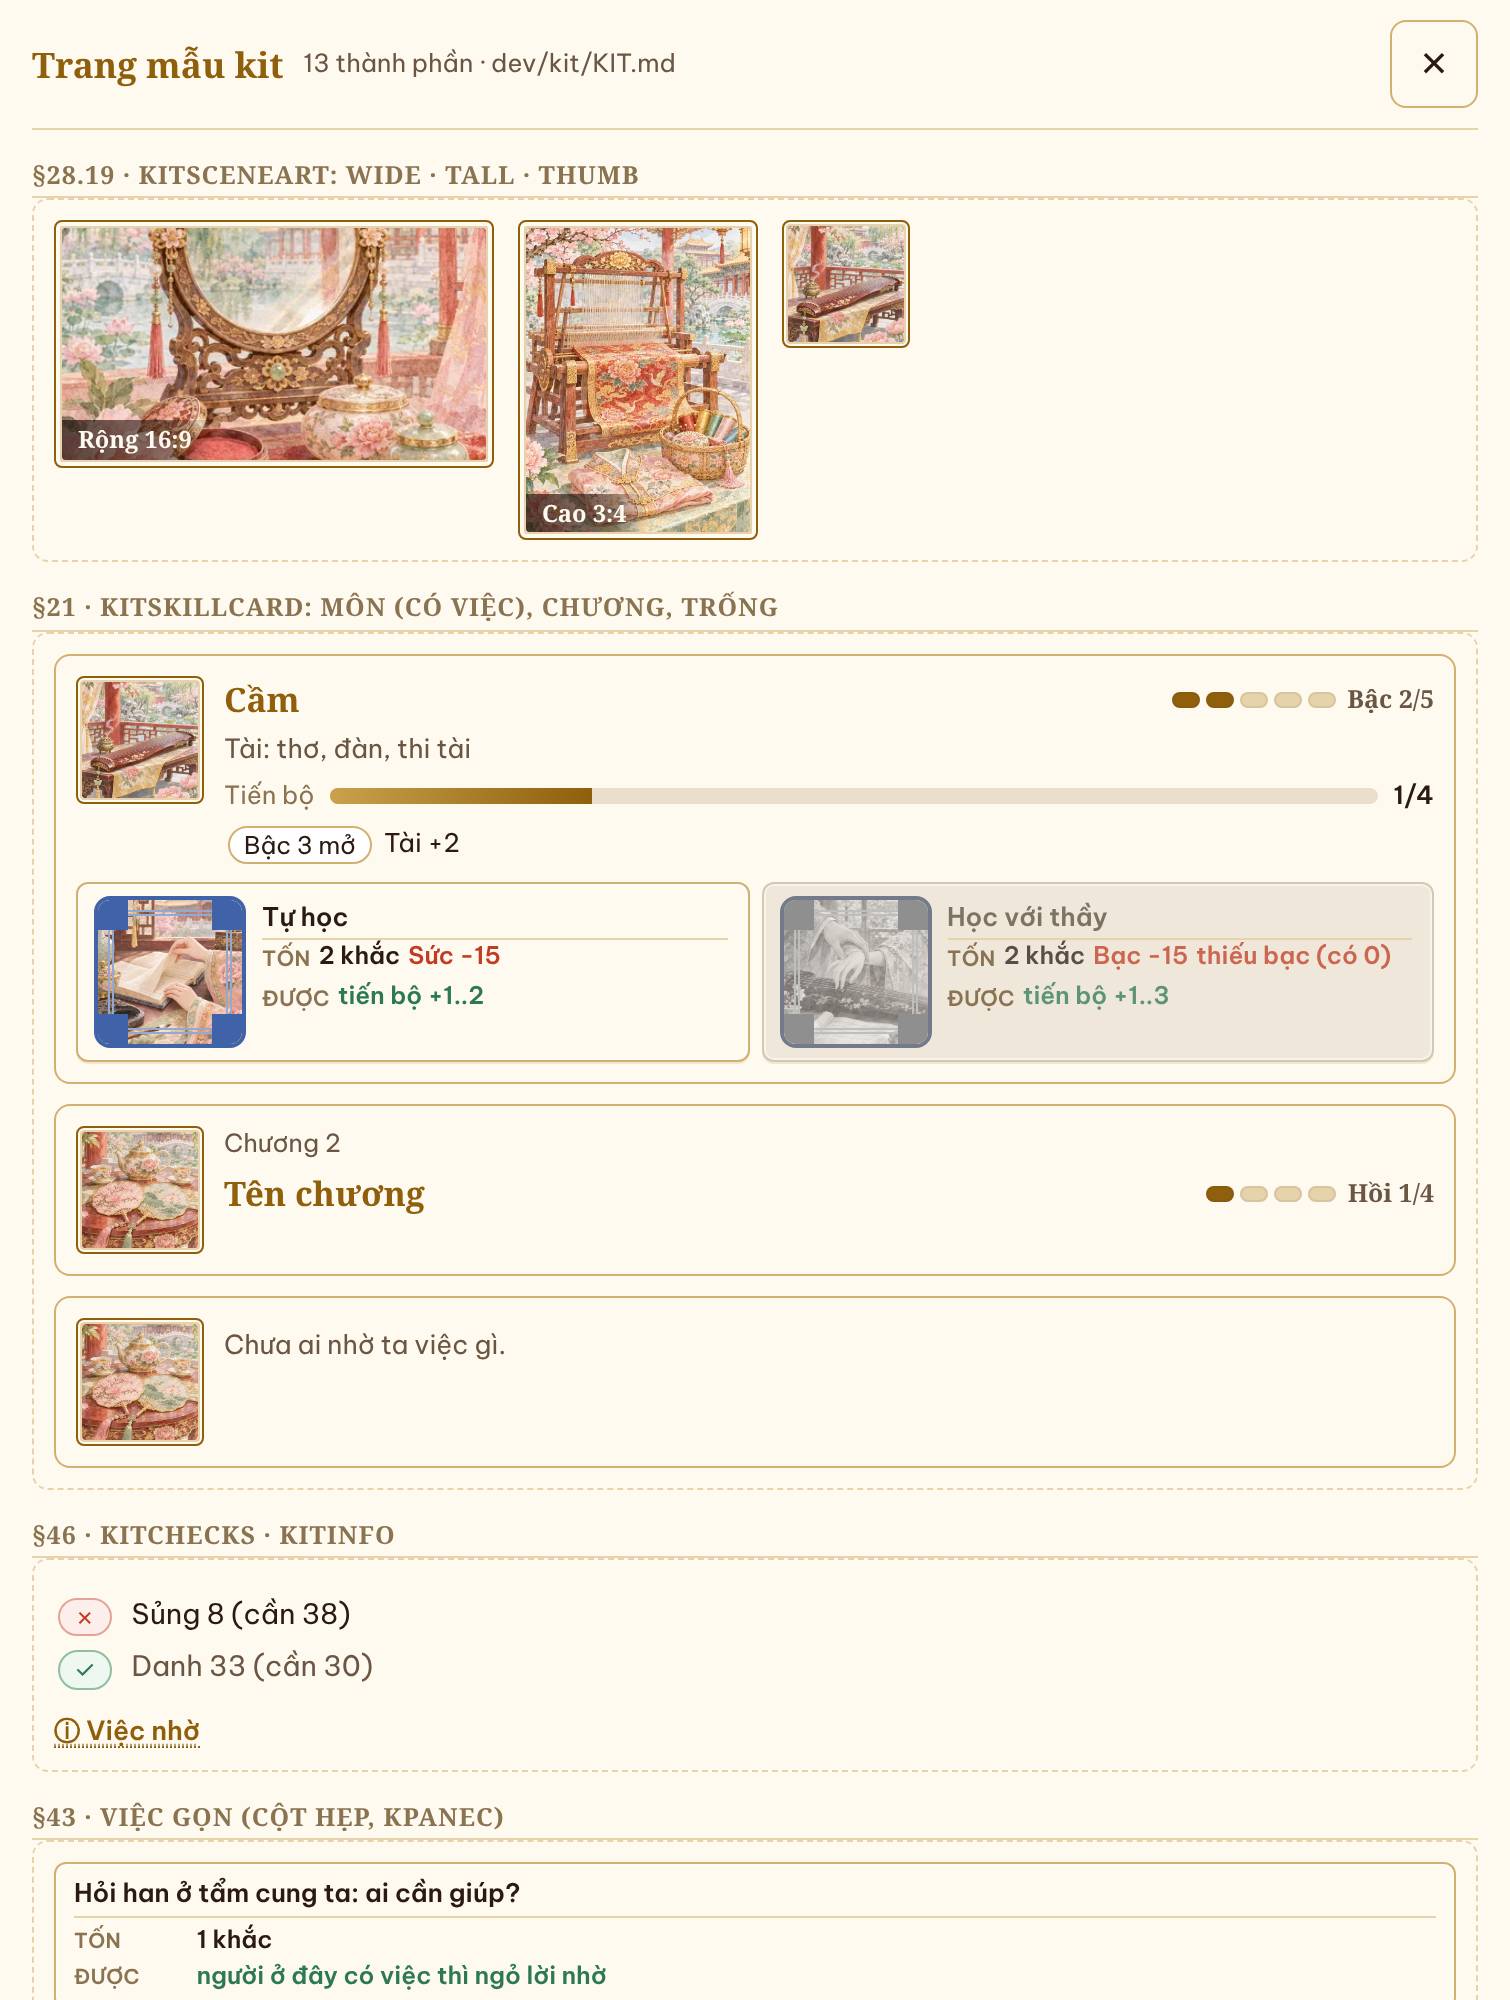 Trang mẫu kit 13 thành phần · dev/kit/KIT.md ✕
§28.19 · KITSCENEART: WIDE · TALL · THUMB
Rộng 16:9
Cao 3:4
§21 · KITSKILLCARD: MÔN (CÓ VIỆC), CHƯƠNG, TRỐNG
Cầm Bậc 2/5
Tài: thơ, đàn, thi tài
Tiến bộ 1/4
Bậc 3 mở Tài +2
Tự học
TỐN 2 khắc Sức -15
ĐƯỢC tiến bộ +1..2
Học với thầy
TỐN 2 khắc Bạc -15 thiếu bạc (có 0)
ĐƯỢC tiến bộ +1..3
Chương 2
Tên chương Hồi 1/4
Chưa ai nhờ ta việc gì.
§46 · KITCHECKS · KITINFO
✕ Sủng 8 (cần 38)
✓ Danh 33 (cần 30)
ⓘ Việc nhờ
§43 · VIỆC GỌN (CỘT HẸP, KPANEC)
Hỏi han ở tẩm cung ta: ai cần giúp?
TỐN 1 khắc
ĐƯỢC người ở đây có việc thì ngỏ lời nhờ